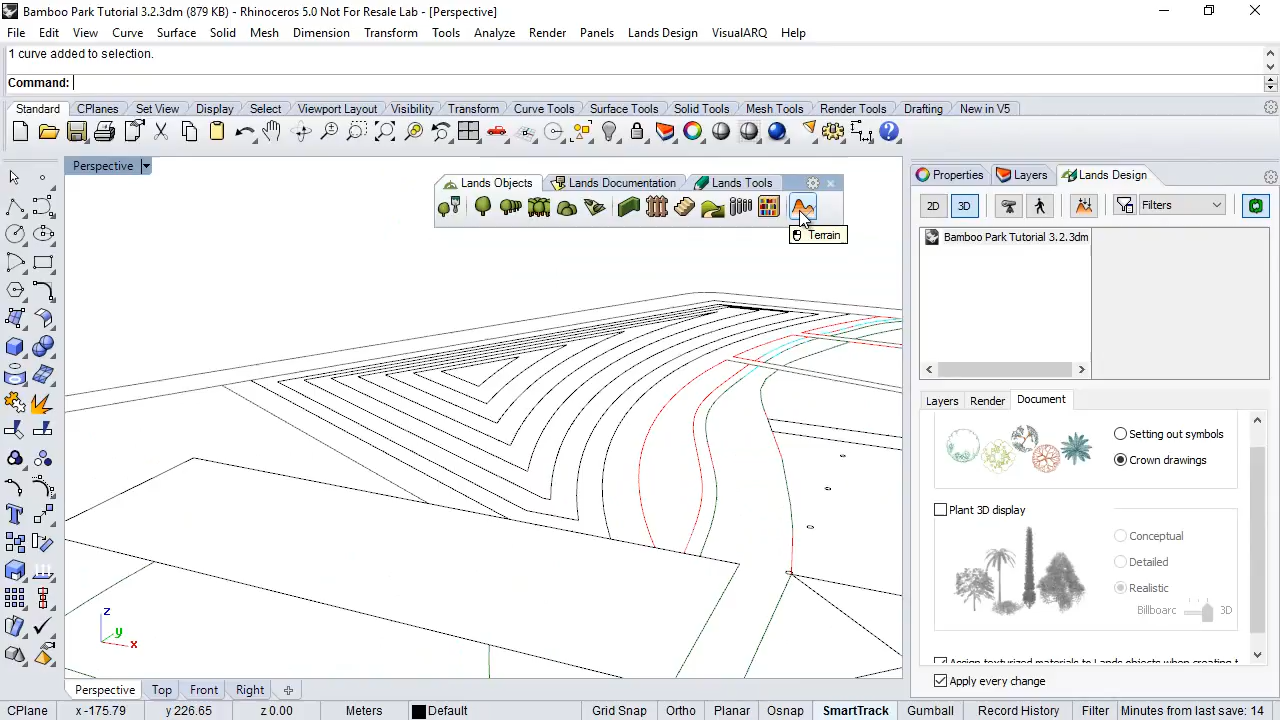 Bamboo Park Tutorial 3.2.3dm (879 KB) - Rhinoceros 5.0 Not For Resale Lab - [Perspective]
File Edit View Curve Surface Solid Mesh Dimension Transform Tools Analyze Render Panels Lands Design VisualARQ Help
1 curve added to selection.
Command:
Standard CPlanes Set View Display Select Viewport Layout Visibility Transform Curve Tools Surface Tools Solid Tools Mesh Tools Render Tools Drafting New in V5
Perspective
Lands Objects Lands Documentation Lands Tools
Terrain
Properties Layers Lands Design
2D 3D Filters
Bamboo Park Tutorial 3.2.3dm
Layers Render Document
Setting out symbols
Crown drawings
Plant 3D display
Conceptual
Detailed
Realistic
Billboarc 3D
Apply every change
z
y
x
Perspective Top Front Right
CPlane x -175.79 y 226.65 z 0.00 Meters Default Grid Snap Ortho Planar Osnap SmartTrack Gumball Record History Filter Minutes from last save: 14